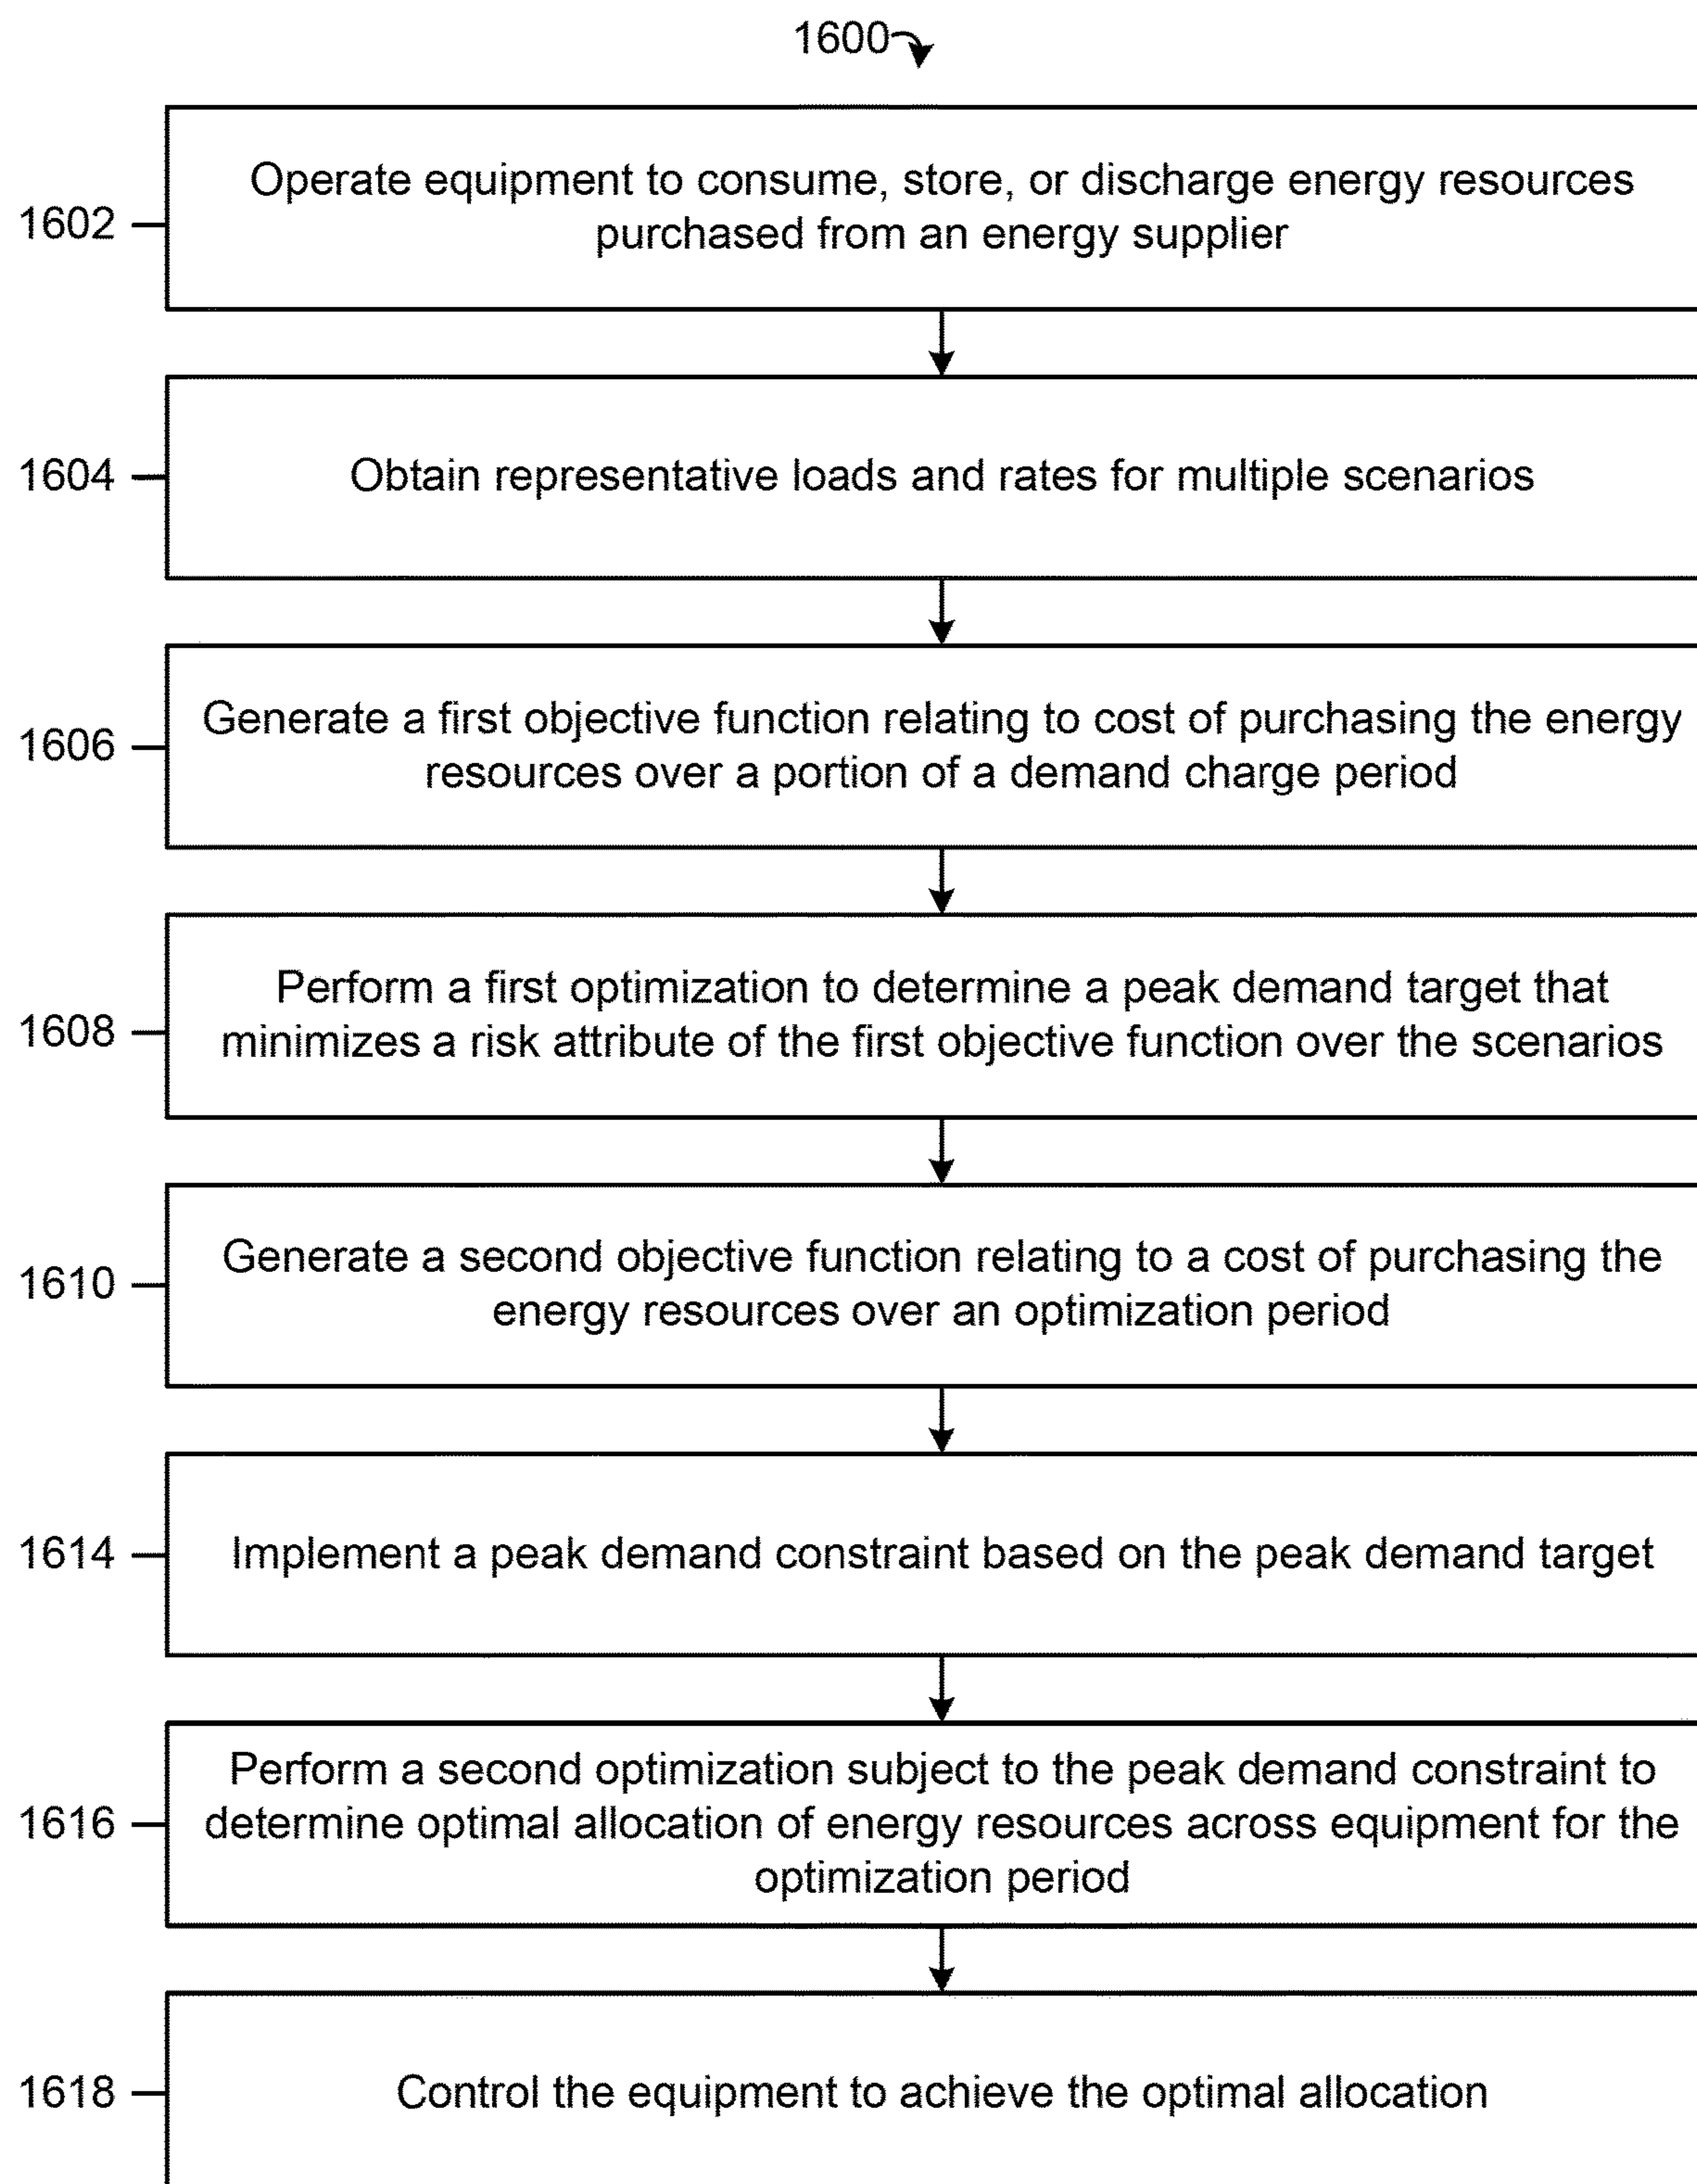 1600
1602
Operate equipment to consume, store, or discharge energy resources
purchased from an energy supplier
1604
Obtain representative loads and rates for multiple scenarios
1606
Generate a first objective function relating to cost of purchasing the energy
resources over a portion of a demand charge period
1608
Perform a first optimization to determine a peak demand target that
minimizes a risk attribute of the first objective function over the scenarios
1610
Generate a second objective function relating to a cost of purchasing the
energy resources over an optimization period
1614
Implement a peak demand constraint based on the peak demand target
1616
Perform a second optimization subject to the peak demand constraint to
determine optimal allocation of energy resources across equipment for the
optimization period
1618
Control the equipment to achieve the optimal allocation